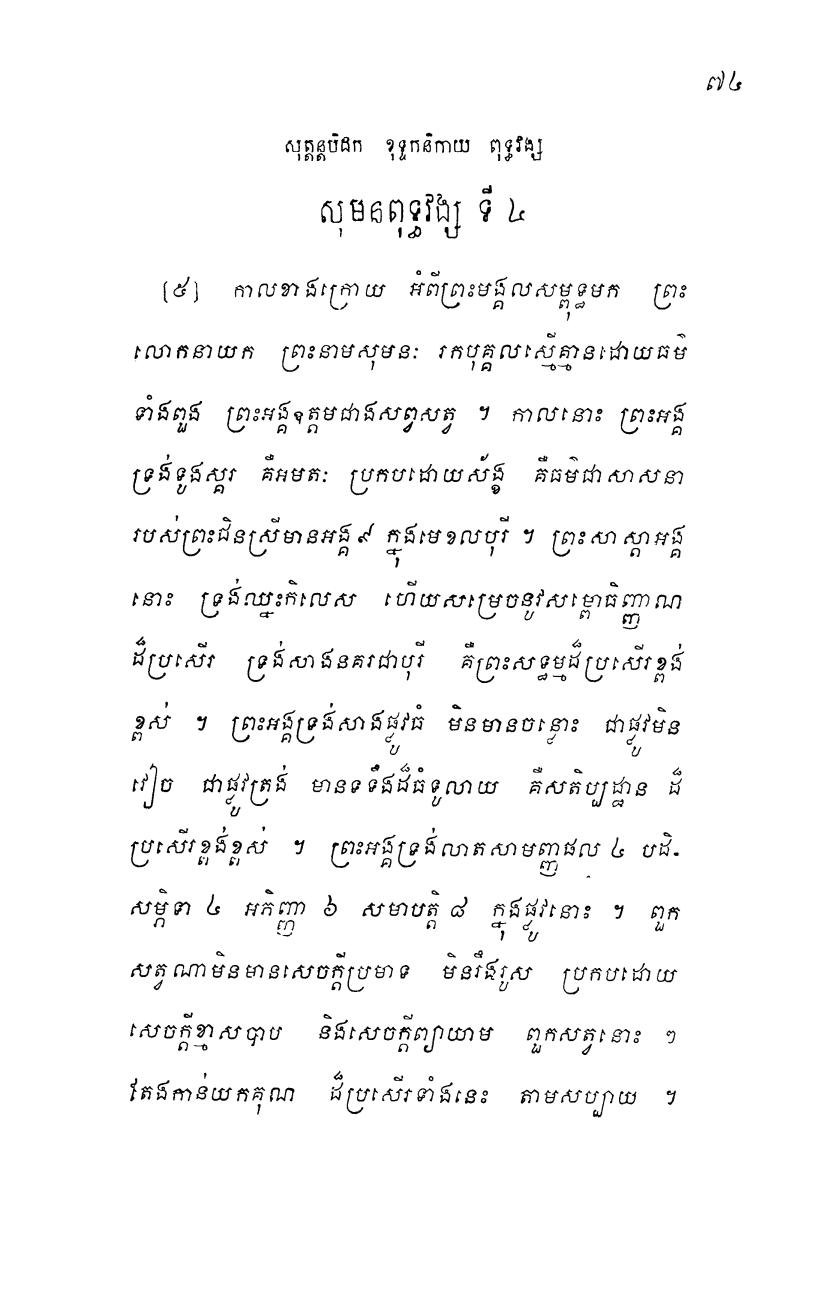 ៧៤
សុត្តន្តបិដក ខុទ្ទកនិកាយ ពុទ្ធវង្ស
សុមនពុទ្ធវង្ស ទី ៤
[៥] កាលខាងក្រោយ អំពីព្រះមង្គលសម្ពុទ្ធមក ព្រះ
លោកនាយក ព្រះនាមសុមនៈ រកបុគ្គលស្មើគ្មានដោយធម៌
ទាំងពួង ព្រះអង្គឧត្តមជាងសព្វសត្វ ។ កាលនោះ ព្រះអង្គ
ទ្រង់ទូងស្គរ គឺអមតៈ ប្រកបដោយស័ង្ខ គឺធម៌ជាសាសនា
របស់ព្រះជិនស្រីមានអង្គ ៩ ក្នុងមេខលបុរី ។ ព្រះសាស្តាអង្គ
នោះ ទ្រង់ឈ្នះកិលេស ហើយសម្រេចនូវសម្ពោធិញ្ញាណ
ដ៏ប្រសើរ ទ្រង់សាងនគរជាបុរី គឺព្រះសទ្ធម្មដ៏ប្រសើរខ្ពង់
ខ្ពស់ ។ ព្រះអង្គទ្រង់សាងផ្លូវធំ មិនមានចន្លោះ ជាផ្លូវមិន
វៀច ជាផ្លូវត្រង់ មានទទឹងដ៏ធំទូលាយ គឺសតិប្បដ្ឋាន ដ៏
ប្រសើរខ្ពង់ខ្ពស់ ។ ព្រះអង្គទ្រង់លាតសាមញ្ញផល ៤ បដិ-
សម្ភិទា ៤ អភិញ្ញា ៦ សមាបត្តិ ៨ ក្នុងផ្លូវនោះ ។ ពួក
សត្វណាមិនមានសេចក្តីប្រមាទ មិនរឹងរូស ប្រកបដោយ
សេចក្តីខ្មាសបាប និងសេចក្តីព្យាយាម ពួកសត្វនោះ ៗ
តែងកាន់យកគុណ ដ៏ប្រសើរទាំងនេះ តាមសប្បាយ ។